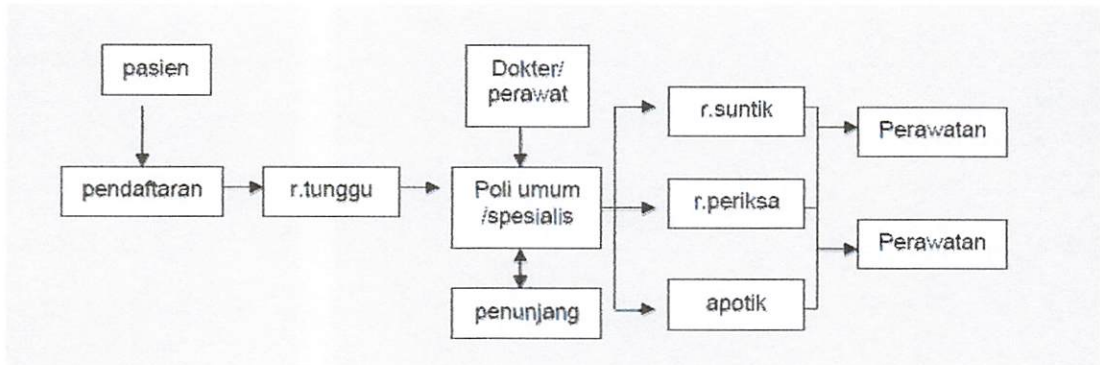 pasien
Dokter/
perawat
r.suntik
Perawatan
pendaftaran
r.tunggu
Poli umum
/spesialis
r.periksa
Perawatan
penunjang
apotik